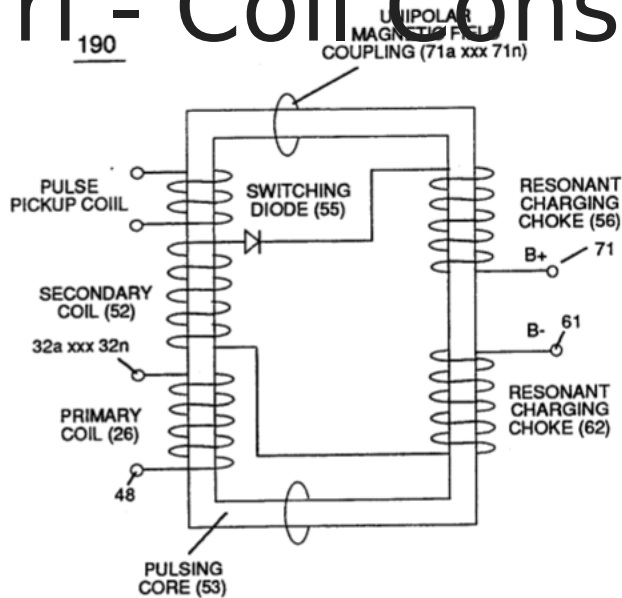 n - Coil Cons
190
UNIPOLAR
MAGNETIC FIELD
COUPLING (71a xxx 71n)
PULSE
PICKUP COIIL
SWITCHING
DIODE (55)
RESONANT
CHARGING
CHOKE (56)
B+
71
SECONDARY
COIL (52)
32a xxx 32n
B-
61
PRIMARY
COIL (26)
RESONANT
CHARGING
CHOKE (62)
48
PULSING
CORE (53)